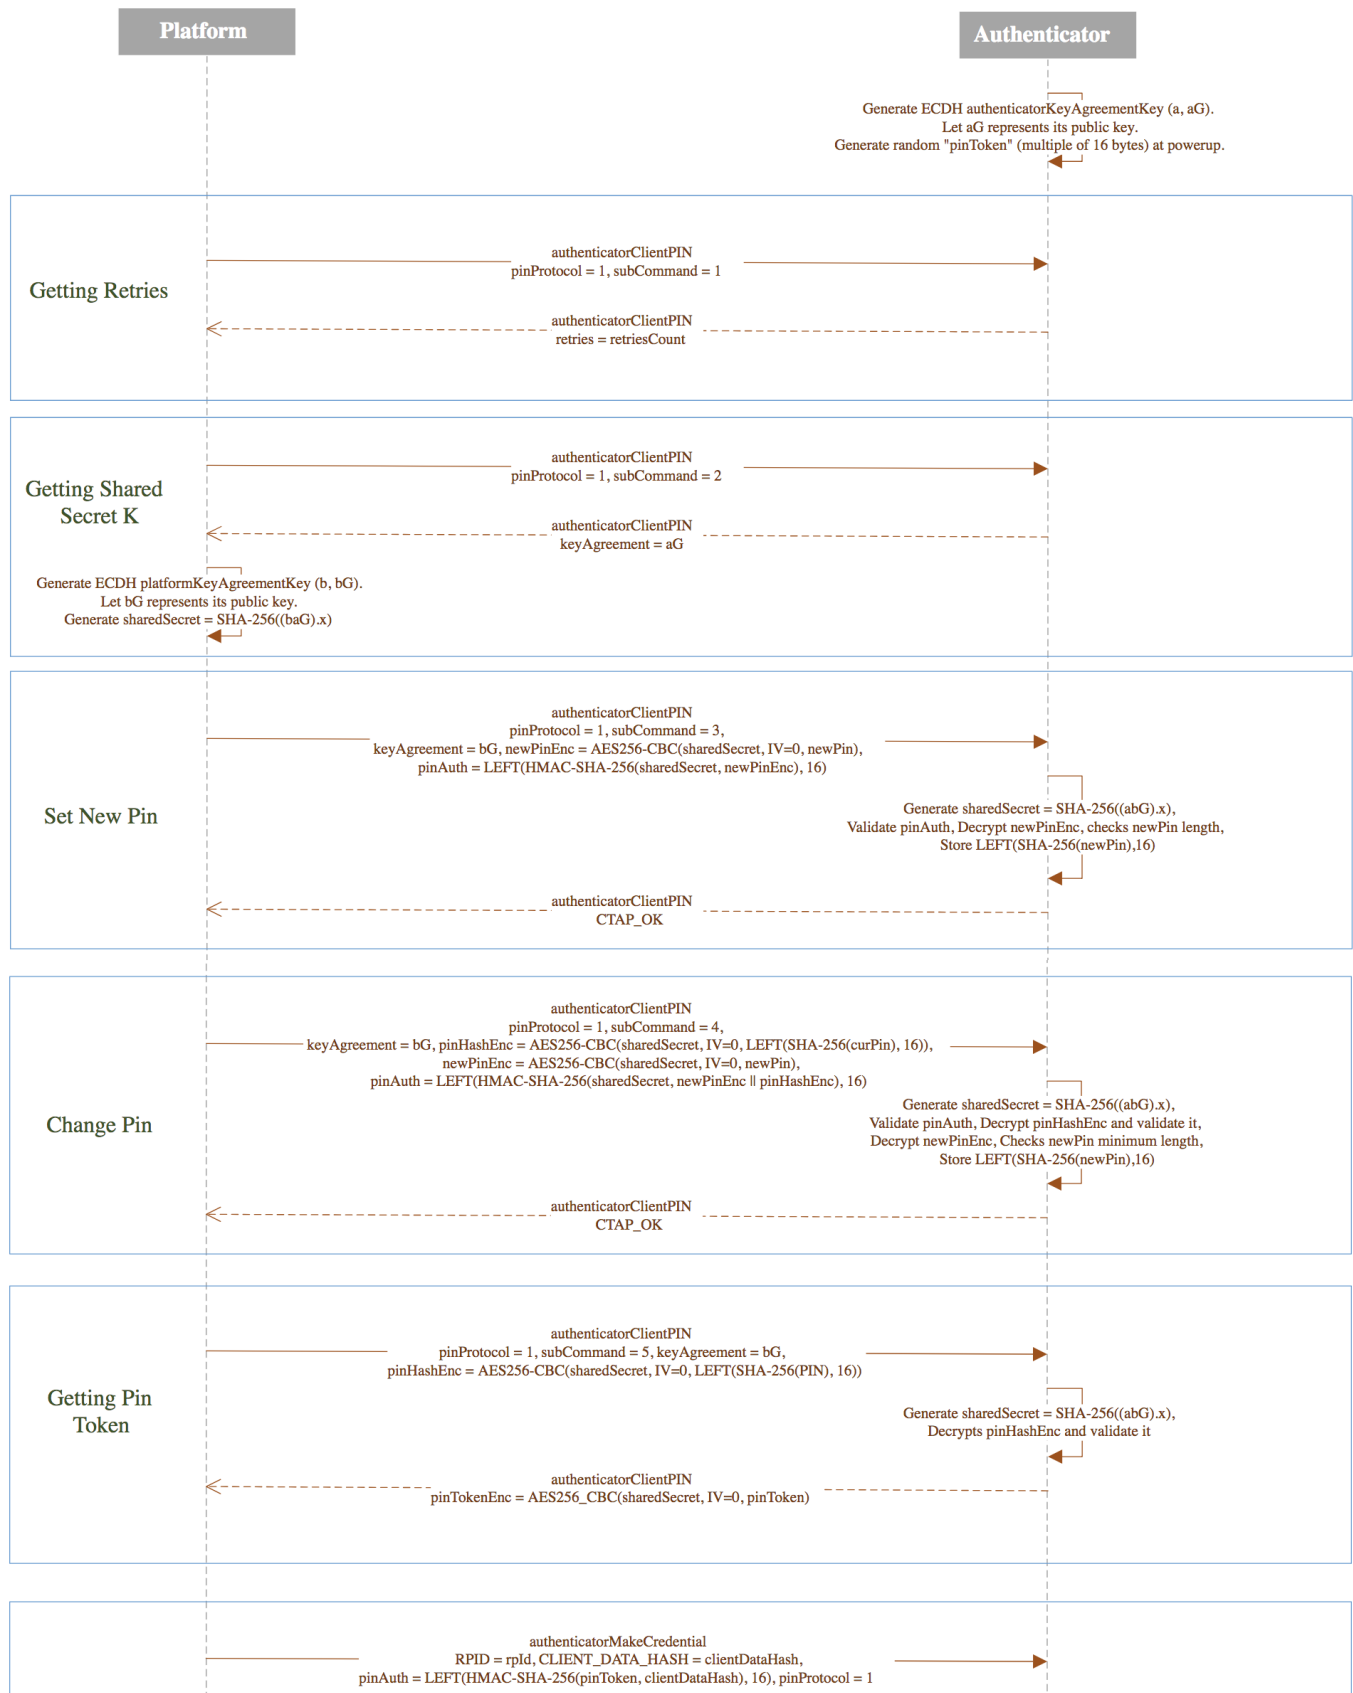 Platform
Authenticator
Generate ECDH authenticatorKeyAgreementKey (a, aG).
Let aG represents its public key.
Generate random "pinToken" (multiple of 16 bytes) at powerup.
Getting Retries
authenticatorClientPIN
pinProtocol = 1, subCommand = 1
authenticatorClientPIN
retries = retriesCount
Getting Shared
Secret K
authenticatorClientPIN
pinProtocol = 1, subCommand = 2
authenticatorClientPIN
keyAgreement = aG
Generate ECDH platformKeyAgreementKey (b, bG).
Let bG represents its public key.
Generate sharedSecret = SHA-256((baG).x)
Set New Pin
authenticatorClientPIN
pinProtocol = 1, subCommand = 3,
keyAgreement = bG, newPinEnc = AES256-CBC(sharedSecret, IV=0, newPin),
pinAuth = LEFT(HMAC-SHA-256(sharedSecret, newPinEnc), 16)
Generate sharedSecret = SHA-256((abG).x),
Validate pinAuth, Decrypt newPinEnc, checks newPin length,
Store LEFT(SHA-256(newPin),16)
authenticatorClientPIN
CTAP_OK
Change Pin
authenticatorClientPIN
pinProtocol = 1, subCommand = 4,
keyAgreement = bG, pinHashEnc = AES256-CBC(sharedSecret, IV=0, LEFT(SHA-256(curPin), 16)),
newPinEnc = AES256-CBC(sharedSecret, IV=0, newPin),
pinAuth = LEFT(HMAC-SHA-256(sharedSecret, newPinEnc || pinHashEnc), 16)
Generate sharedSecret = SHA-256((abG).x),
Validate pinAuth, Decrypt pinHashEnc and validate it,
Decrypt newPinEnc, Checks newPin minimum length,
Store LEFT(SHA-256(newPin),16)
authenticatorClientPIN
CTAP_OK
Getting Pin
Token
authenticatorClientPIN
pinProtocol = 1, subCommand = 5, keyAgreement = bG,
pinHashEnc = AES256-CBC(sharedSecret, IV=0, LEFT(SHA-256(PIN), 16))
Generate sharedSecret = SHA-256((abG).x),
Decrypts pinHashEnc and validate it
authenticatorClientPIN
pinTokenEnc = AES256_CBC(sharedSecret, IV=0, pinToken)
authenticatorMakeCredential
RPID = rpId, CLIENT_DATA_HASH = clientDataHash,
pinAuth = LEFT(HMAC-SHA-256(pinToken, clientDataHash), 16), pinProtocol = 1